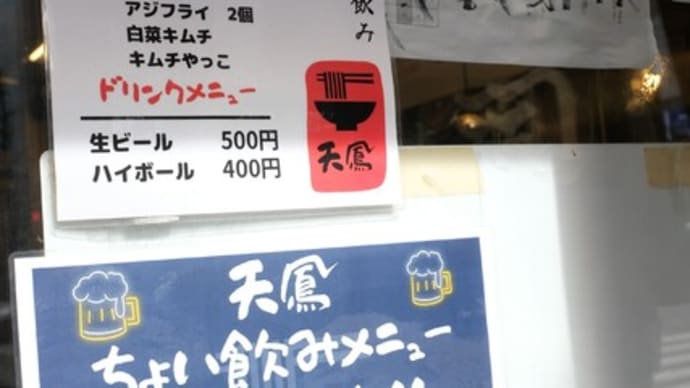 アジフライ 2個
白菜キムチ
キムチやっこ
飲み
ドリンクメニュー
生ビール 500円
ハイボール 400円
天鳳
天鳳
ちょい飲みメニュー